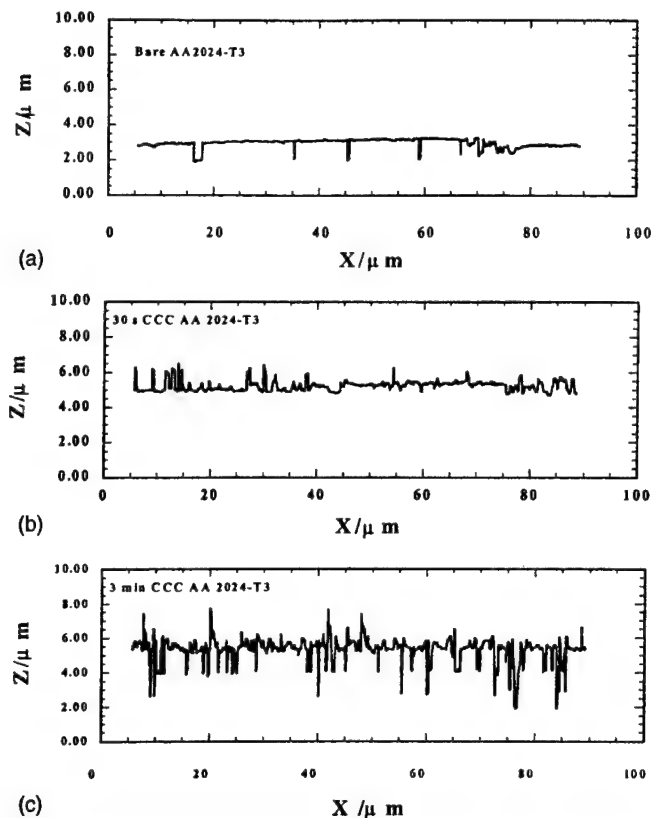 10.00
Bare AA2024-T3
8.00
6.00
4.00
2.00
0.00
Z/μ m
0 20 40 60 80 100
X/μ m
(a)
10.00
30 s CCC AA 2024-T3
8.00
6.00
4.00
2.00
0.00
Z/μ m
0 20 40 60 80 100
X/μ m
(b)
10.00
3 min CCC AA 2024-T3
8.00
6.00
4.00
2.00
0.00
Z/μ m
0 20 40 60 80 100
X /μ m
(c)